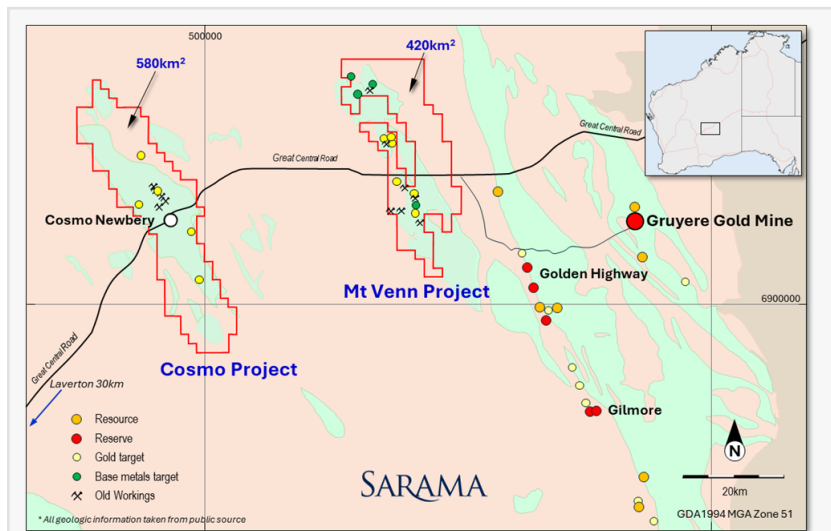 500000
420km²
580km²
Great Central Road
Great Central Road
Cosmo Newbery
Gruyere Gold Mine
Golden Highway
Mt Venn Project
6900000
Great Central Road
Cosmo Project
Laverton 30km
Gilmore
Resource
Reserve
Gold target
Base metals target
Old Workings
SARAMA
N
20km
* All geologic information taken from public source
GDA1994 MGA Zone 51